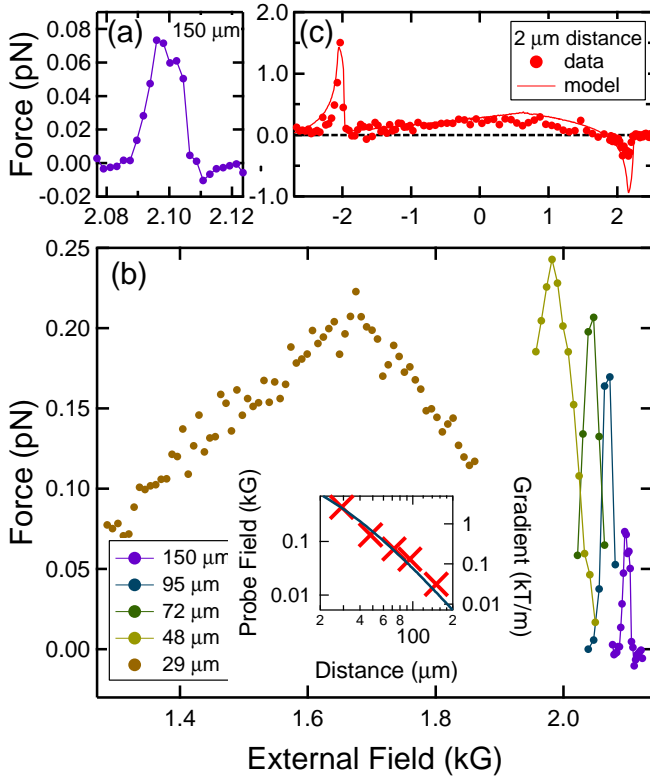 (a)
150 μm
Force (pN)
0.08
0.06
0.04
0.02
0.00
-0.02
2.08
2.10
2.12
(c)
2 μm distance
data
model
1.0
0.0
-
1.0
-2
-1
0
1
2
(b)
Force (pN)
0.25
0.20
0.15
0.10
0.05
0.00
150 μm
95 μm
72 μm
48 μm
29 μm
Probe Field (kG)
0.1
0.01
Gradient (kT/m)
1
0.1
0.01
2
4
6
8
100
2
Distance (μm)
1.4
1.6
1.8
2.0
External Field (kG)